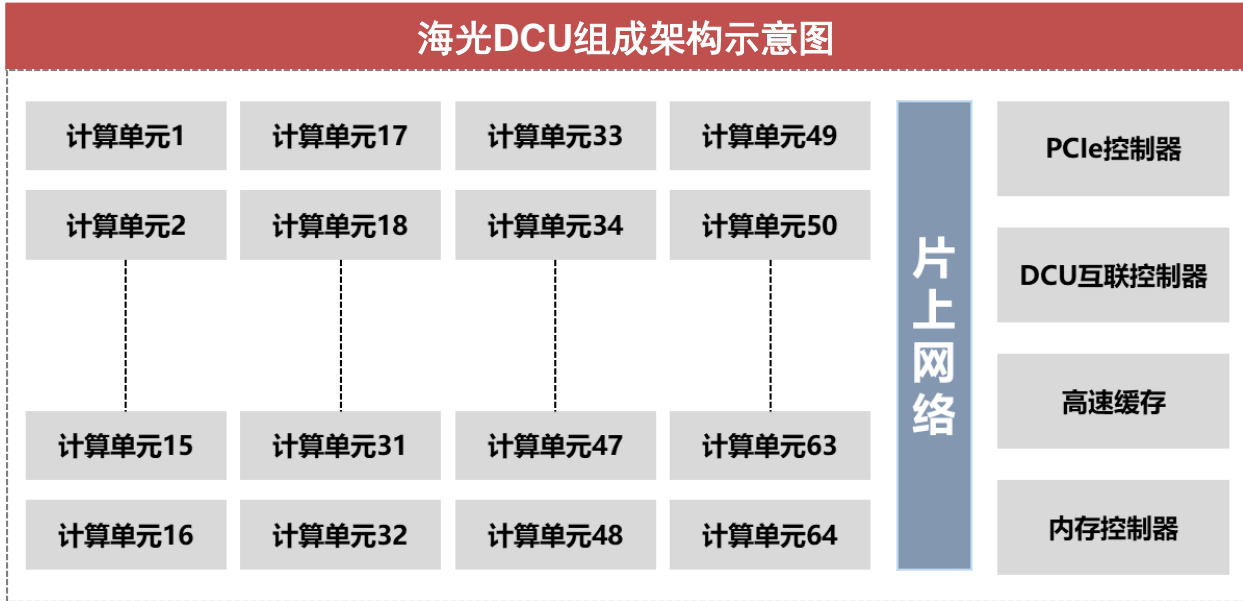 海光DCU组成架构示意图
计算单元1
计算单元17
计算单元33
计算单元49
计算单元2
计算单元18
计算单元34
计算单元50
计算单元15
计算单元31
计算单元47
计算单元63
计算单元16
计算单元32
计算单元48
计算单元64
片上网络
PCIe控制器
DCU互联控制器
高速缓存
内存控制器